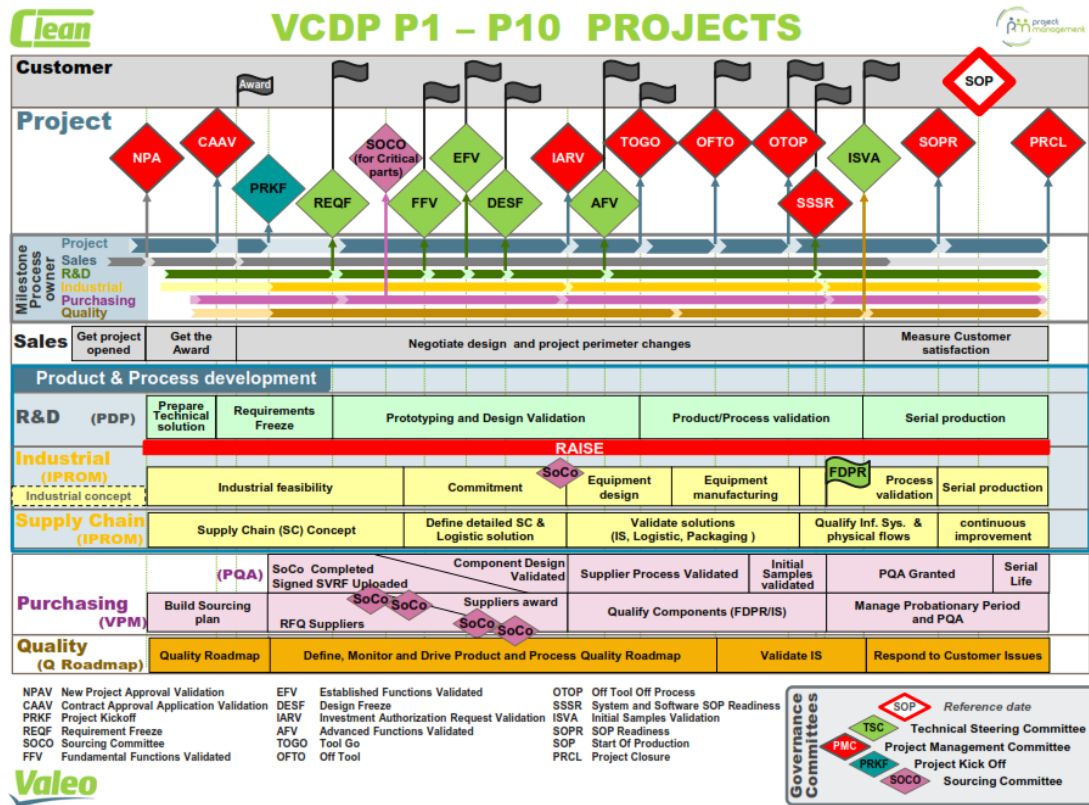 Clean
VCDP P1 – P10 PROJECTS
project
management
Customer
Award
SOP
Project
NPA
CAAV
PRKF
REQF
SOCO
(for Critical
parts)
FFV
EFV
DESF
IARV
AFV
TOGO
OFTO
OTOP
SSSR
ISVA
SOPR
PRCL
Milestone
Process
owner
Project
Sales
R&D
Industrial
Purchasing
Quality
Sales
Get project
opened
Get the
Award
Negotiate design and project perimeter changes
Measure Customer
satisfaction
Product & Process development
R&D (PDP)
Prepare
Technical
solution
Requirements
Freeze
Prototyping and Design Validation
Product/Process validation
Serial production
RAISE
Industrial
(IPROM)
Industrial concept
Industrial feasibility
Commitment
SoCo
Equipment
design
Equipment
manufacturing
FDPR
Process
validation
Serial production
Supply Chain
(IPROM)
Supply Chain (SC) Concept
Define detailed SC &
Logistic solution
Validate solutions
(IS, Logistic, Packaging )
Qualify Inf. Sys. &
physical flows
continuous
improvement
(PQA)
SoCo Completed
Signed SVRF Uploaded
Component Design
Validated
Supplier Process Validated
Initial
Samples
validated
PQA Granted
Serial
Life
Purchasing
(VPM)
Build Sourcing
plan
RFQ Suppliers
SoCo
SoCo
SoCo
SoCo
Suppliers award
Qualify Components (FDPR/IS)
Manage Probationary Period
and PQA
Quality
(Q Roadmap)
Quality Roadmap
Define, Monitor and Drive Product and Process Quality Roadmap
Validate IS
Respond to Customer Issues
NPAV New Project Approval Validation
CAAV Contract Approval Application Validation
PRKF Project Kickoff
REQF Requirement Freeze
SOCO Sourcing Committee
FFV Fundamental Functions Validated
EFV Established Functions Validated
DESF Design Freeze
IARV Investment Authorization Request Validation
AFV Advanced Functions Validated
TOGO Tool Go
OFTO Off Tool
OTOP Off Tool Off Process
SSSR System and Software SOP Readiness
ISVA Initial Samples Validation
SOPR SOP Readiness
SOP Start Of Production
PRCL Project Closure
Governance
Committees
SOP Reference date
TSC Technical Steering Committee
PMC Project Management Committee
PRKF Project Kick Off
SOCO Sourcing Committee
Valeo